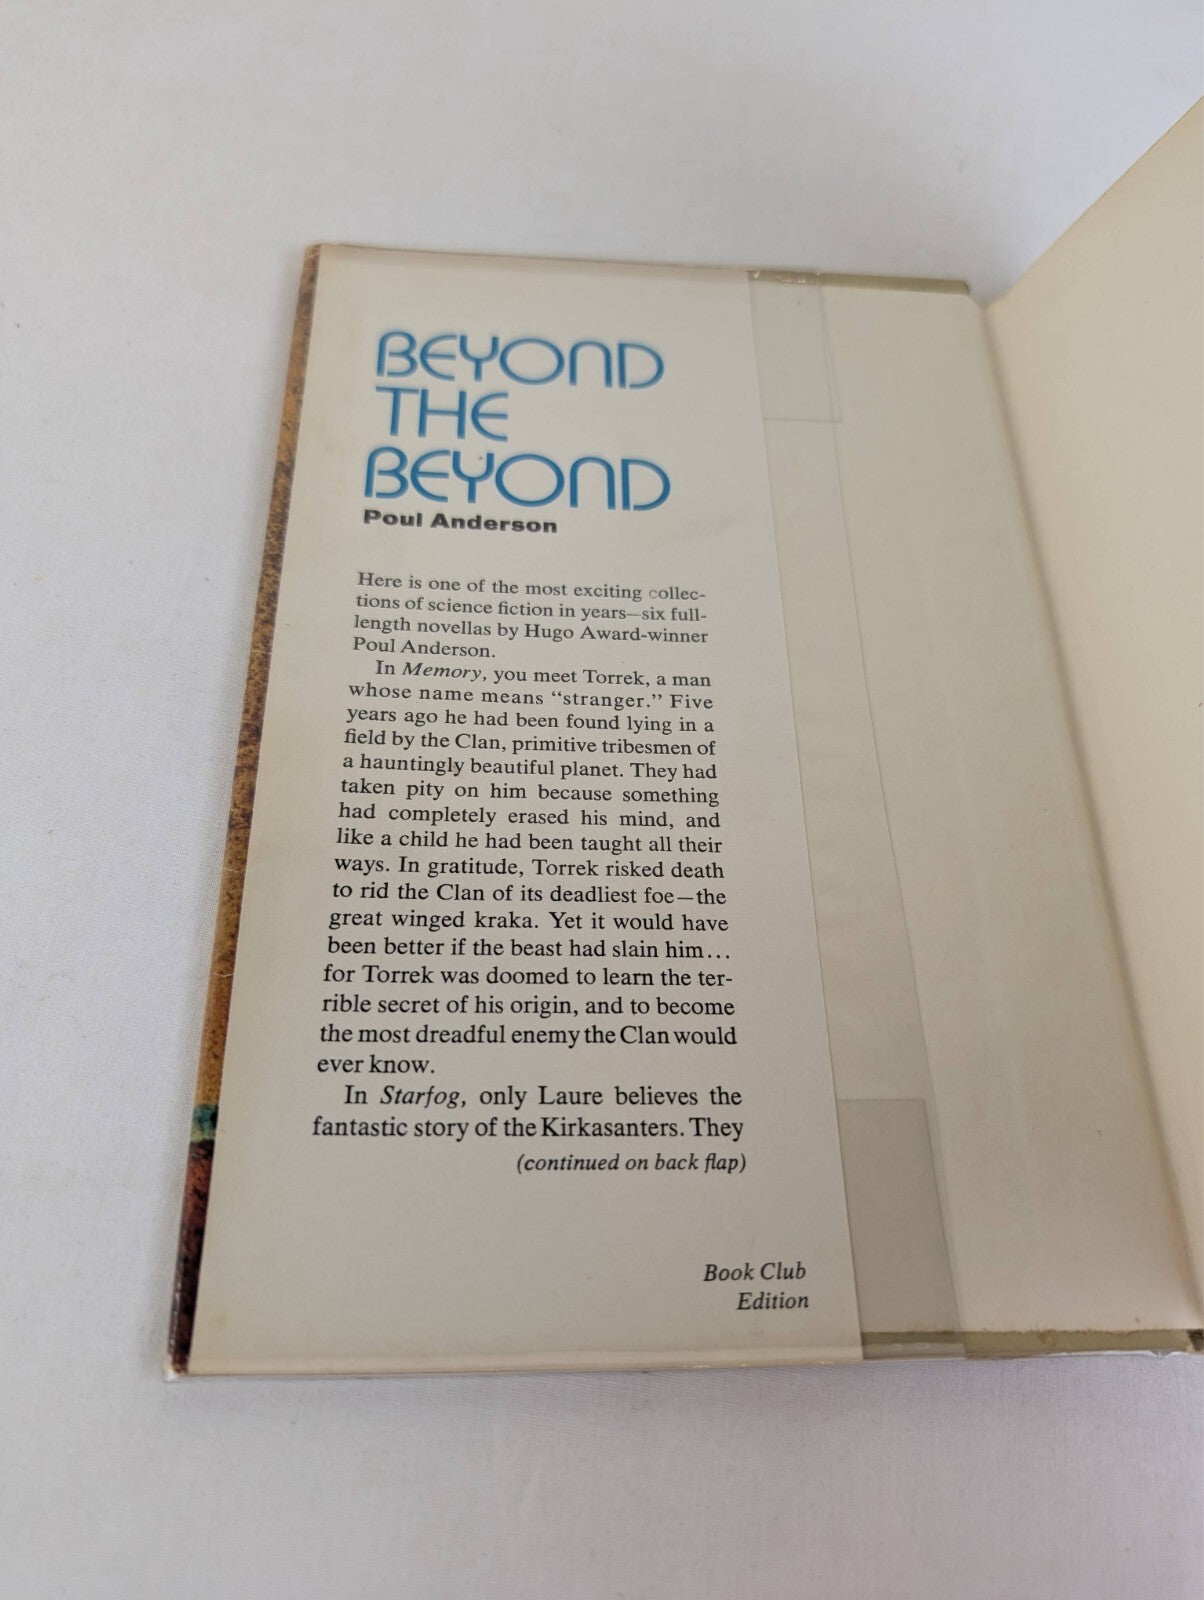 BEYOND
THE
BEYOND
Poul Anderson
Here is one of the most exciting collec-
tions of science fiction in years—six full-
length novellas by Hugo Award-winner
Poul Anderson.
In Memory, you meet Torrek, a man
whose name means “stranger.” Five
years ago he had been found lying in a
field by the Clan, primitive tribesmen of
a hauntingly beautiful planet. They had
taken pity on him because something
had completely erased his mind, and
like a child he had been taught all their
ways. In gratitude, Torrek risked death
to rid the Clan of its deadliest foe—the
great winged kraka. Yet it would have
been better if the beast had slain him...
for Torrek was doomed to learn the ter-
rible secret of his origin, and to become
the most dreadful enemy the Clan would
ever know.
In Starfog, only Laure believes the
fantastic story of the Kirkasanters. They
(continued on back flap)
Book Club
Edition